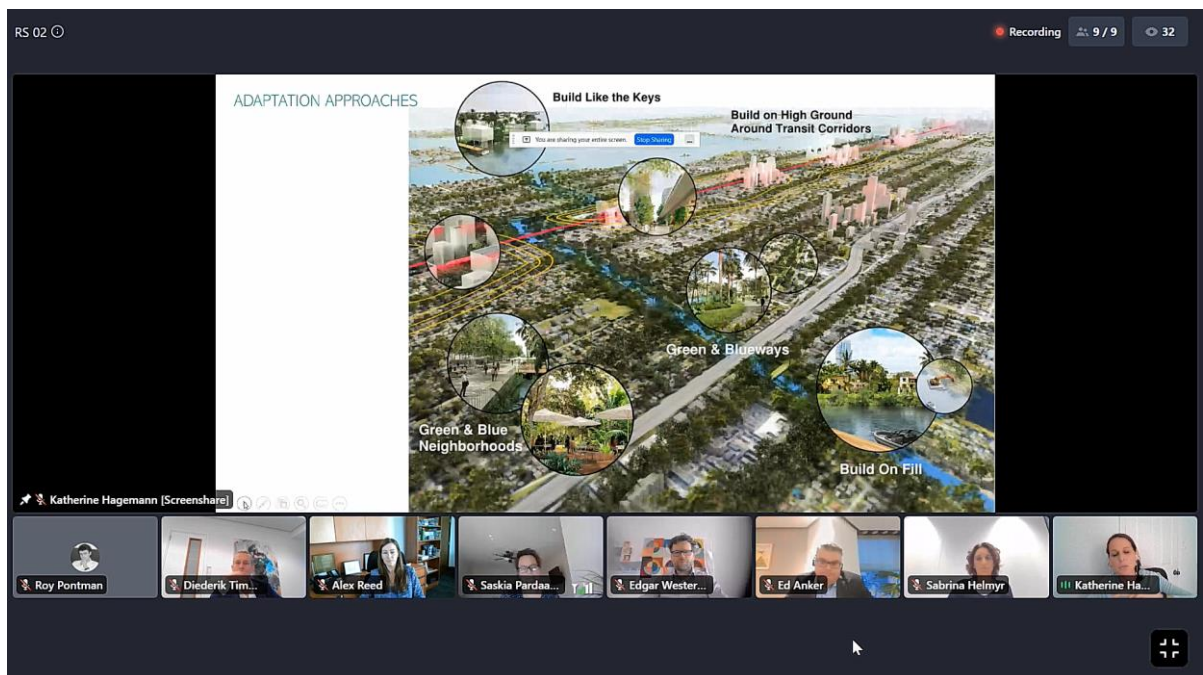 RS 02
Recording
9 / 9
32
ADAPTATION APPROACHES
Build Like the Keys
Build on High Ground
Around Transit Corridors
You are sharing your entire screen.
Stop Sharing
Green & Blueways
Green & Blue
Neighborhoods
Build On Fill
Katherine Hagemann [Screenshare]
Roy Pontman
Diederik Tim...
Alex Reed
Saskia Pardaa...
Edgar Wester...
Ed Anker
Sabrina Helmyr
Katherine Ha...